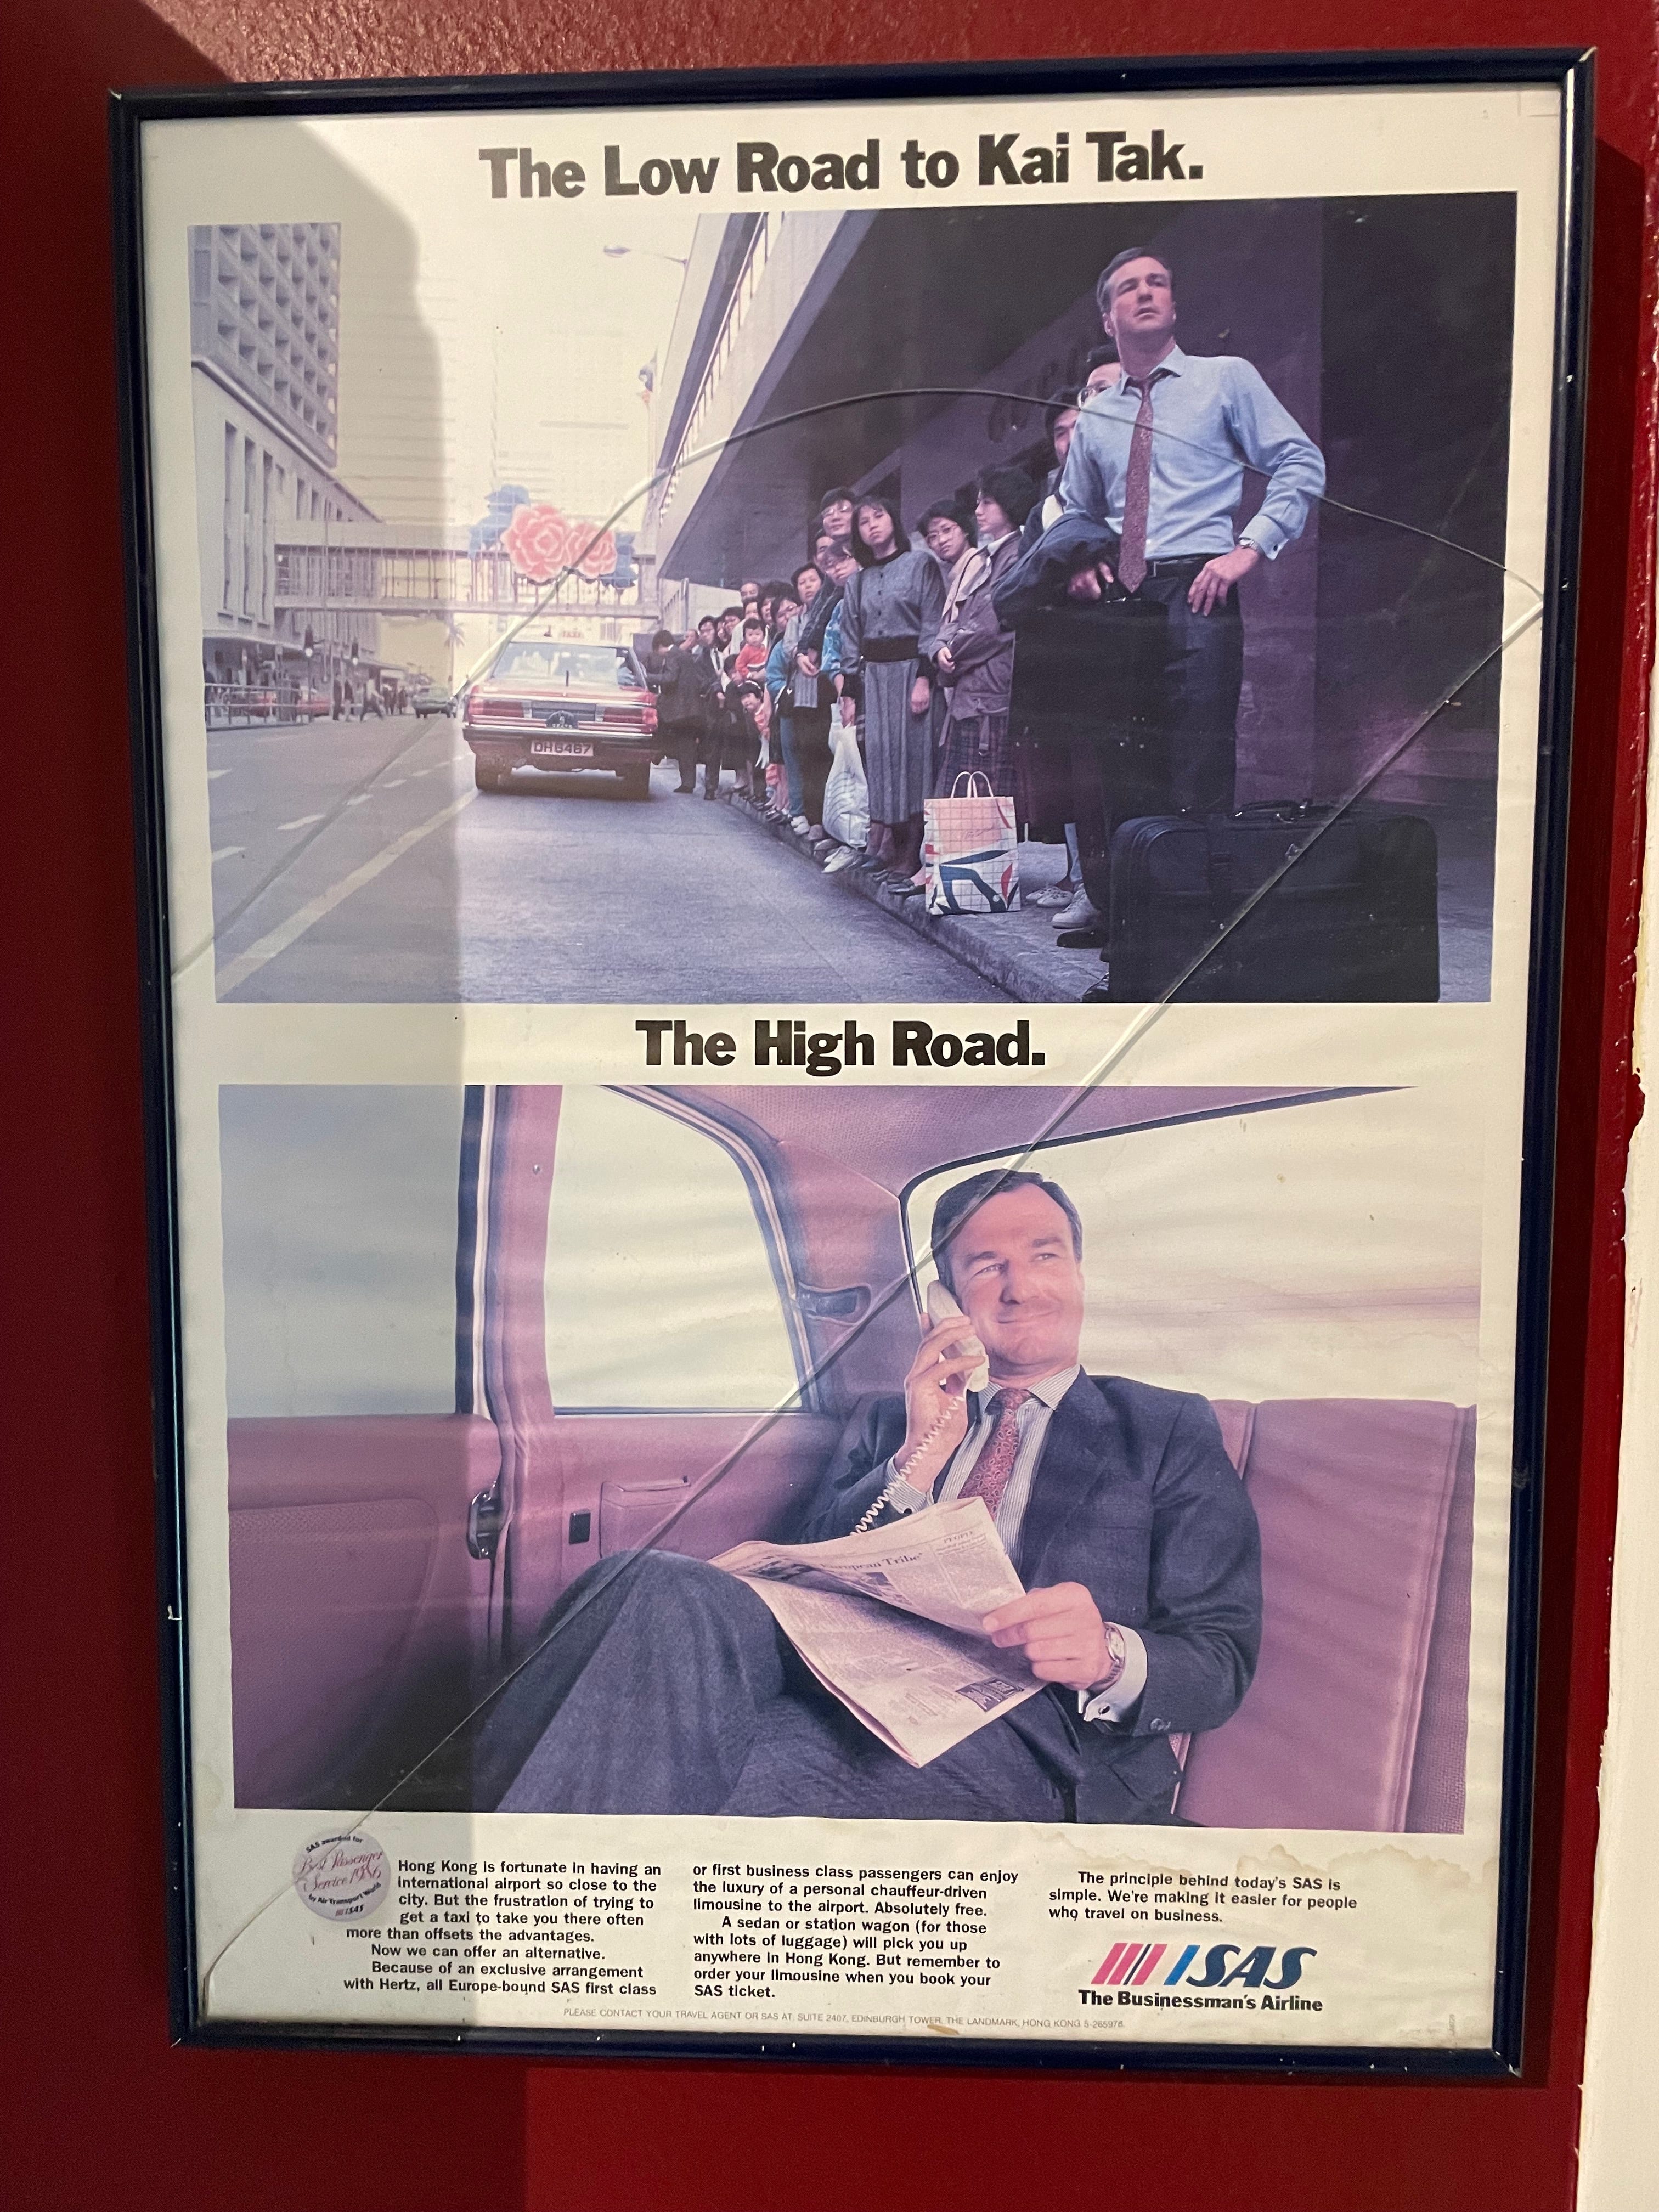 The Low Road to Kai Tak.
TAXI
DH6487
The High Road.
PEOPLE
European Tribe'
SAS awarded for
Best Passenger
Service 1986
by Air Transport World
SAS
Hong Kong is fortunate in having an
international airport so close to the
city. But the frustration of trying to
get a taxi to take you there often
more than offsets the advantages.
Now we can offer an alternative.
Because of an exclusive arrangement
with Hertz, all Europe-bound SAS first class
or first business class passengers can enjoy
the luxury of a personal chauffeur-driven
limousine to the airport. Absolutely free.
A sedan or station wagon (for those
with lots of luggage) will pick you up
anywhere in Hong Kong. But remember to
order your limousine when you book your
SAS ticket.
The principle behind today's SAS is
simple. We're making it easier for people
who travel on business.
SAS
The Businessman's Airline
PLEASE CONTACT YOUR TRAVEL AGENT OR SAS AT. SUITE 2407, EDINBURGH TOWER, THE LANDMARK, HONG KONG 5-265978.